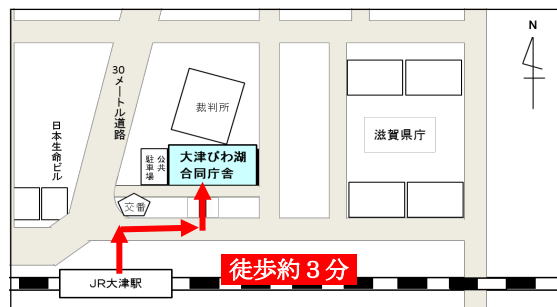 N
30メートル道路
裁判所
日本生命ビル
公共
駐車場
大津びわ湖
合同庁舎
滋賀県庁
交番
徒歩約３分
JR大津駅